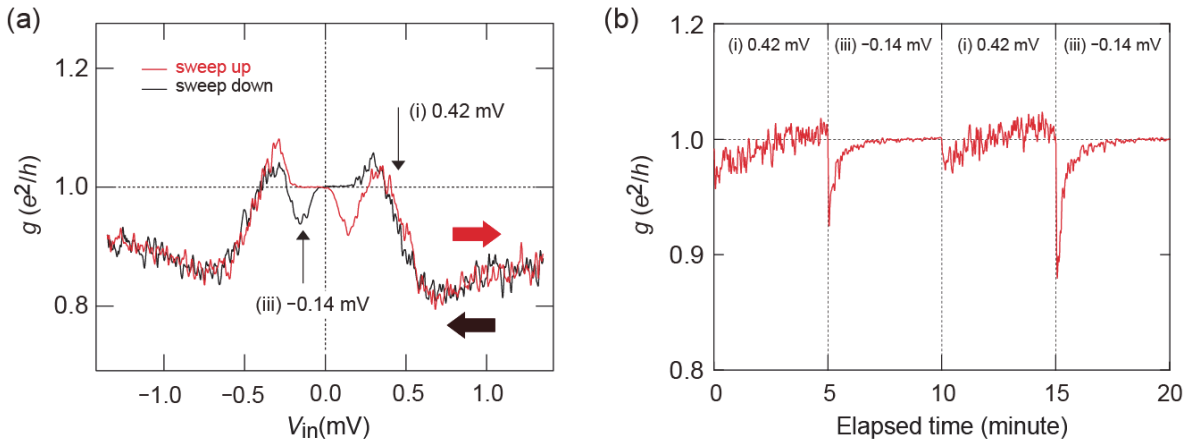 (a)
1.2
1.0
0.8
g (e²/h)
sweep up
sweep down
(i) 0.42 mV
(iii) −0.14 mV
−1.0
−0.5
0.0
0.5
1.0
Vin(mV)
(b)
1.1
1.0
0.9
0.8
g (e²/h)
(i) 0.42 mV
(iii) −0.14 mV
(i) 0.42 mV
(iii) −0.14 mV
0
5
10
15
20
Elapsed time (minute)